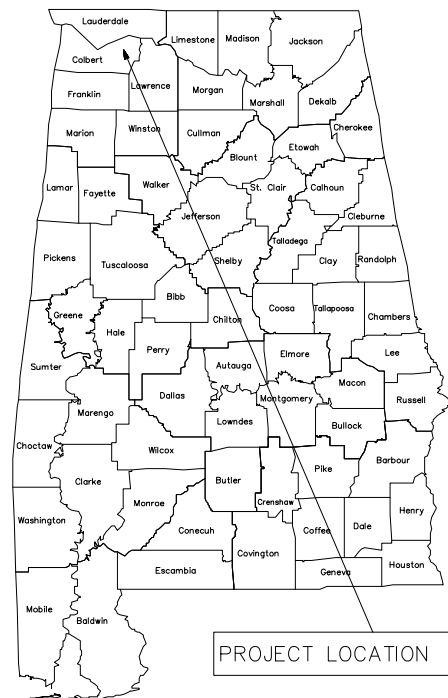 Lauderdale
Limestone
Madison
Jackson
Colbert
Lawrence
Franklin
Morgan
Marshall
Dekalb
Marion
Winston
Cullman
Cherokee
Etowah
Blount
Lamar
Fayette
Walker
St. Clair
Calhoun
Jefferson
Cleburne
Pickens
Tuscaloosa
Shelby
Talladega
Clay
Randolph
Bibb
Greene
Hale
Chilton
Coosa
Tallapoosa
Chambers
Perry
Sumter
Autauga
Elmore
Lee
Dallas
Macon
Marengo
Lowndes
Montgomery
Russell
Choctaw
Bullock
Wilcox
Pike
Barbour
Clarke
Butler
Crenshaw
Monrae
Washington
Conecuh
Coffee
Dale
Henry
Covington
Escambia
Geneva
Houston
Mobile
Baldwin
PROJECT LOCATION